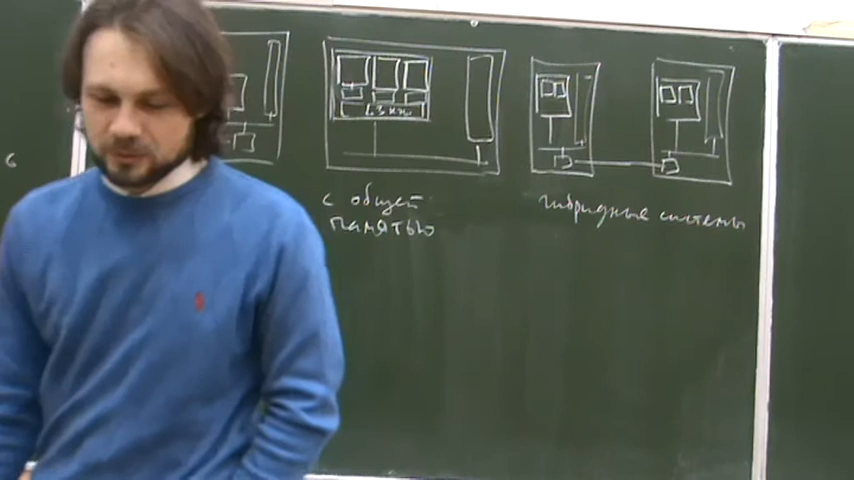 с общей
памятью
гибридные системы